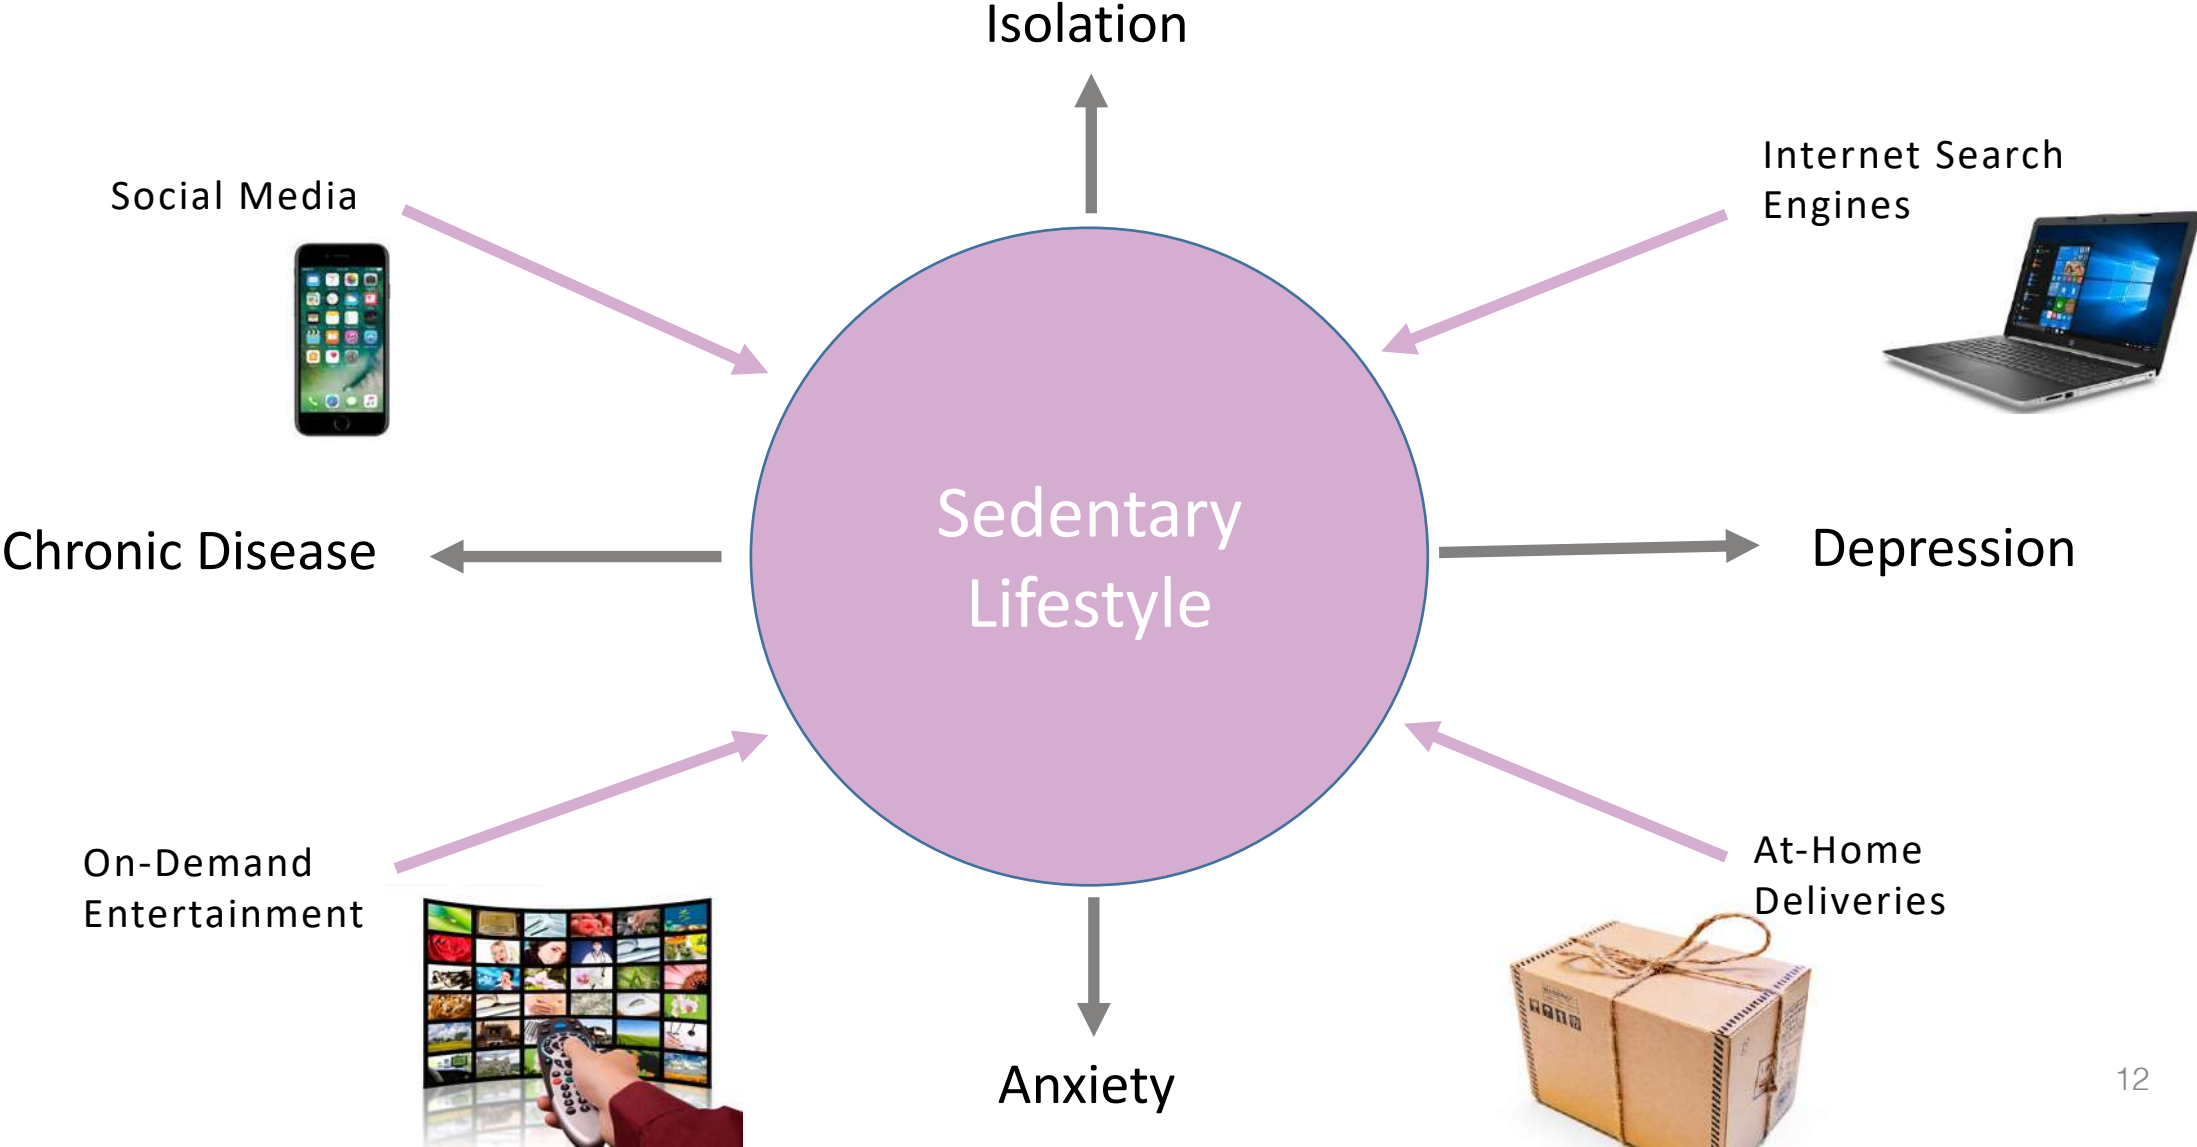 Isolation
Social Media
Internet Search
Engines
Chronic Disease
Sedentary
Lifestyle
Depression
On-Demand
Entertainment
At-Home
Deliveries
Anxiety
12